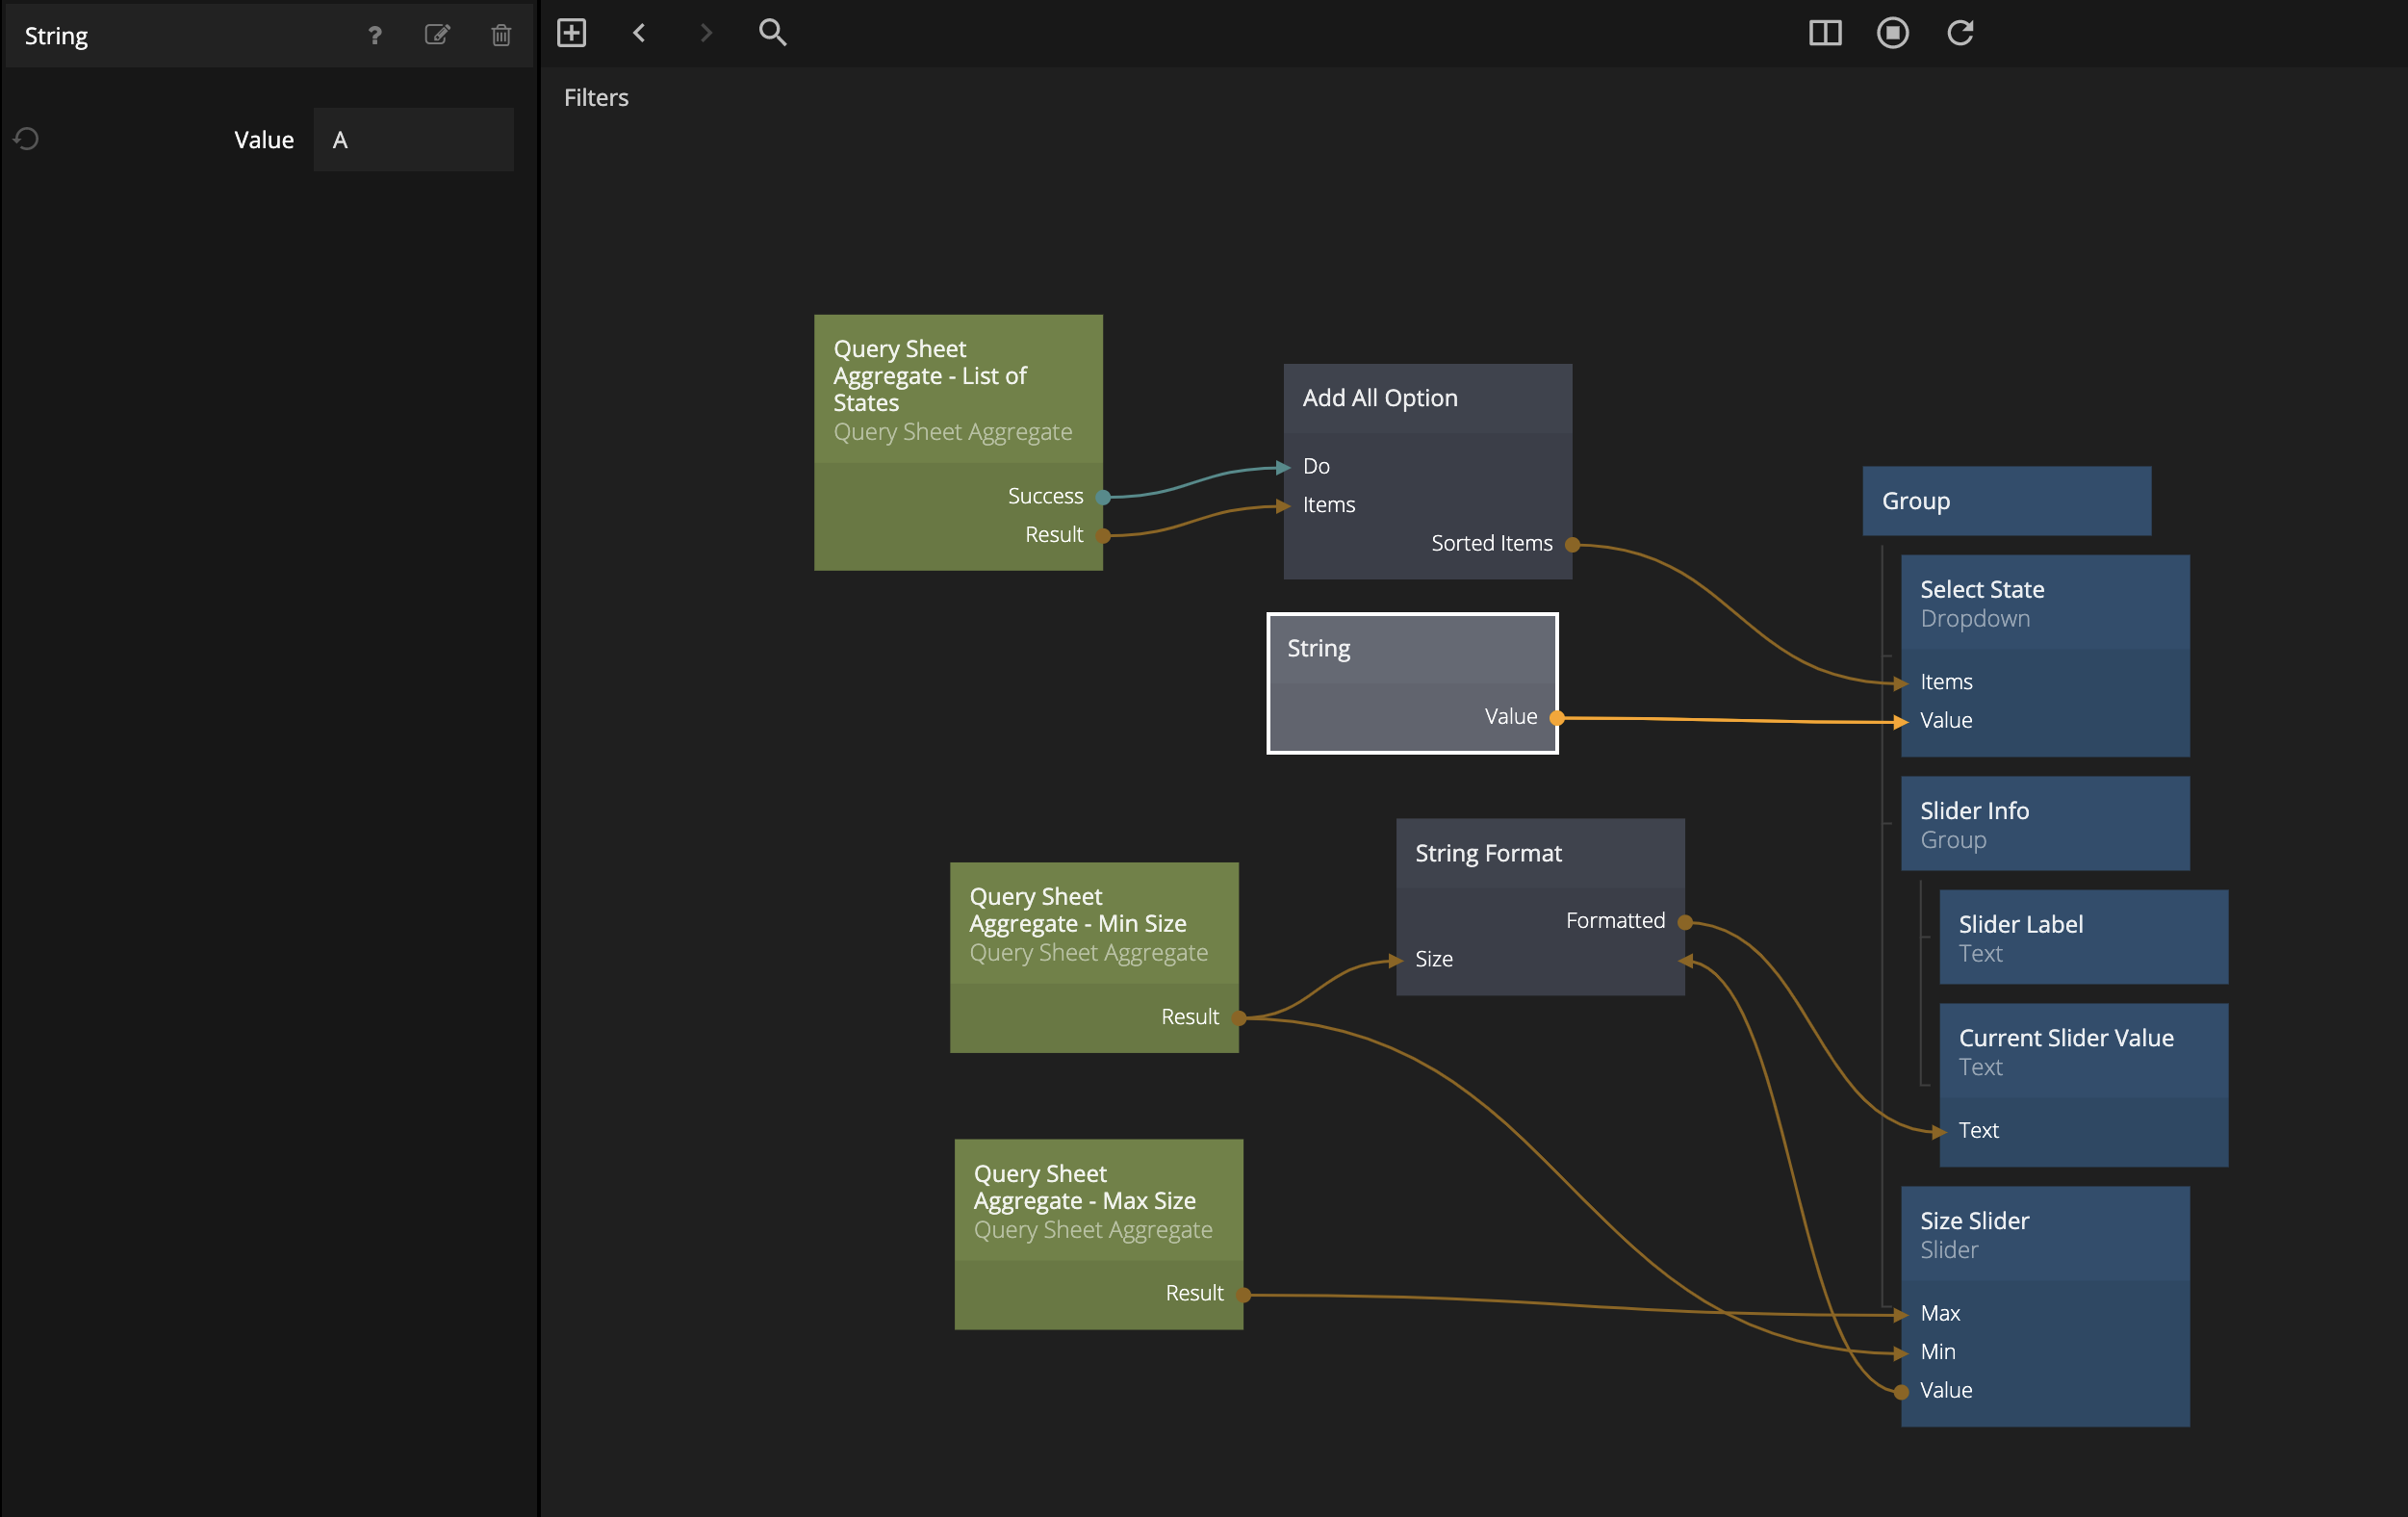 String
?
Value
A
Filters
Query Sheet
Aggregate - List of
States
Query Sheet Aggregate
Success
Result
Add All Option
Do
Items
Sorted Items
String
Value
Group
Select State
Dropdown
Items
Value
Slider Info
Group
String Format
Formatted
Size
Query Sheet
Aggregate - Min Size
Query Sheet Aggregate
Result
Slider Label
Text
Current Slider Value
Text
Text
Query Sheet
Aggregate - Max Size
Query Sheet Aggregate
Result
Size Slider
Slider
Max
Min
Value